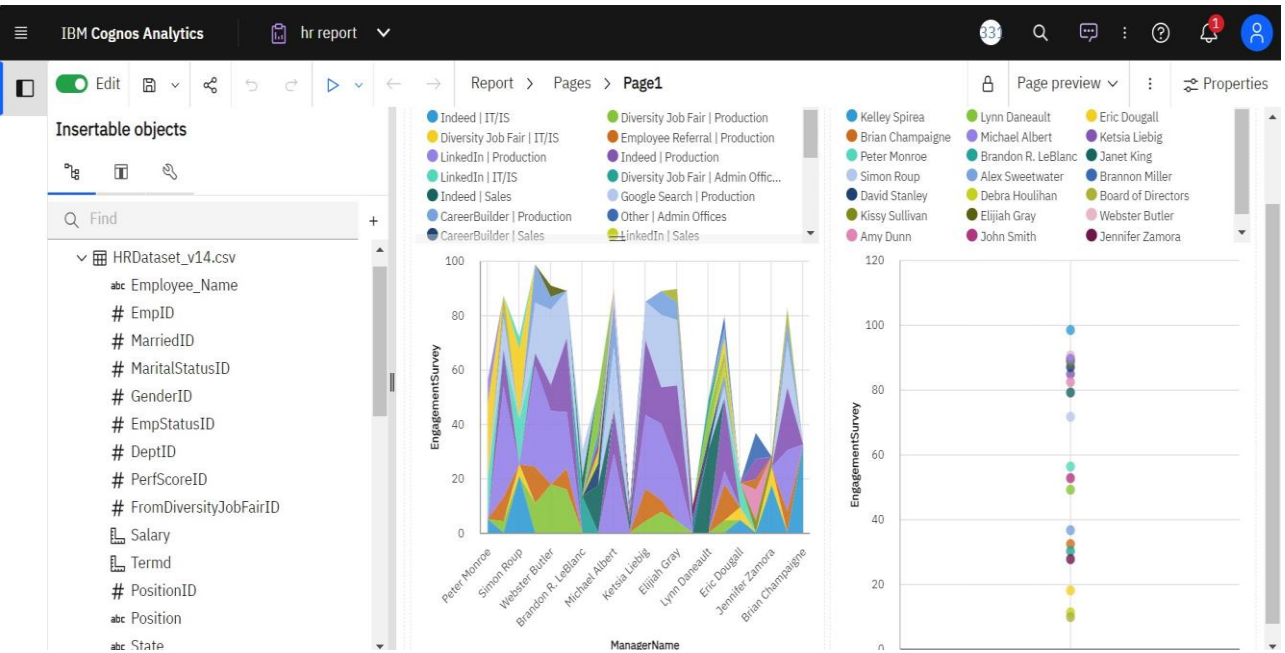 IBM Cognos Analytics
hr report
331
1
Edit
Report > Pages > Page1
Page preview
Properties
Insertable objects
Find
+
HRDataset_v14.csv
abc Employee_Name
# EmpID
# MarriedID
# MaritalStatusID
# GenderID
# EmpStatusID
# DeptID
# PerfScoreID
# FromDiversityJobFairID
Salary
Termd
# PositionID
abc Position
abc State
Indeed | IT/IS
Diversity Job Fair | Production
Diversity Job Fair | IT/IS
Employee Referral | Production
LinkedIn | Production
Indeed | Production
LinkedIn | IT/IS
Diversity Job Fair | Admin Offic...
Indeed | Sales
Google Search | Production
CareerBuilder | Production
Other | Admin Offices
CareerBuilder | Sales
LinkedIn | Sales
100
80
60
40
20
0
EngagementSurvey
Peter Monroe
Simon Roup
Webster Butler
Brandon R. LeBlanc
Michael Albert
Ketsia Liebig
Elijiah Gray
Lynn Daneault
Eric Dougall
Jennifer Zamora
Brian Champaigne
ManagerName
Kelley Spirea
Lynn Daneault
Eric Dougall
Brian Champaigne
Michael Albert
Ketsia Liebig
Peter Monroe
Brandon R. LeBlanc
Janet King
Simon Roup
Alex Sweetwater
Brannon Miller
David Stanley
Debra Houlihan
Board of Directors
Kissy Sullivan
Elijiah Gray
Webster Butler
Amy Dunn
John Smith
Jennifer Zamora
120
100
80
60
40
20
0
EngagementSurvey